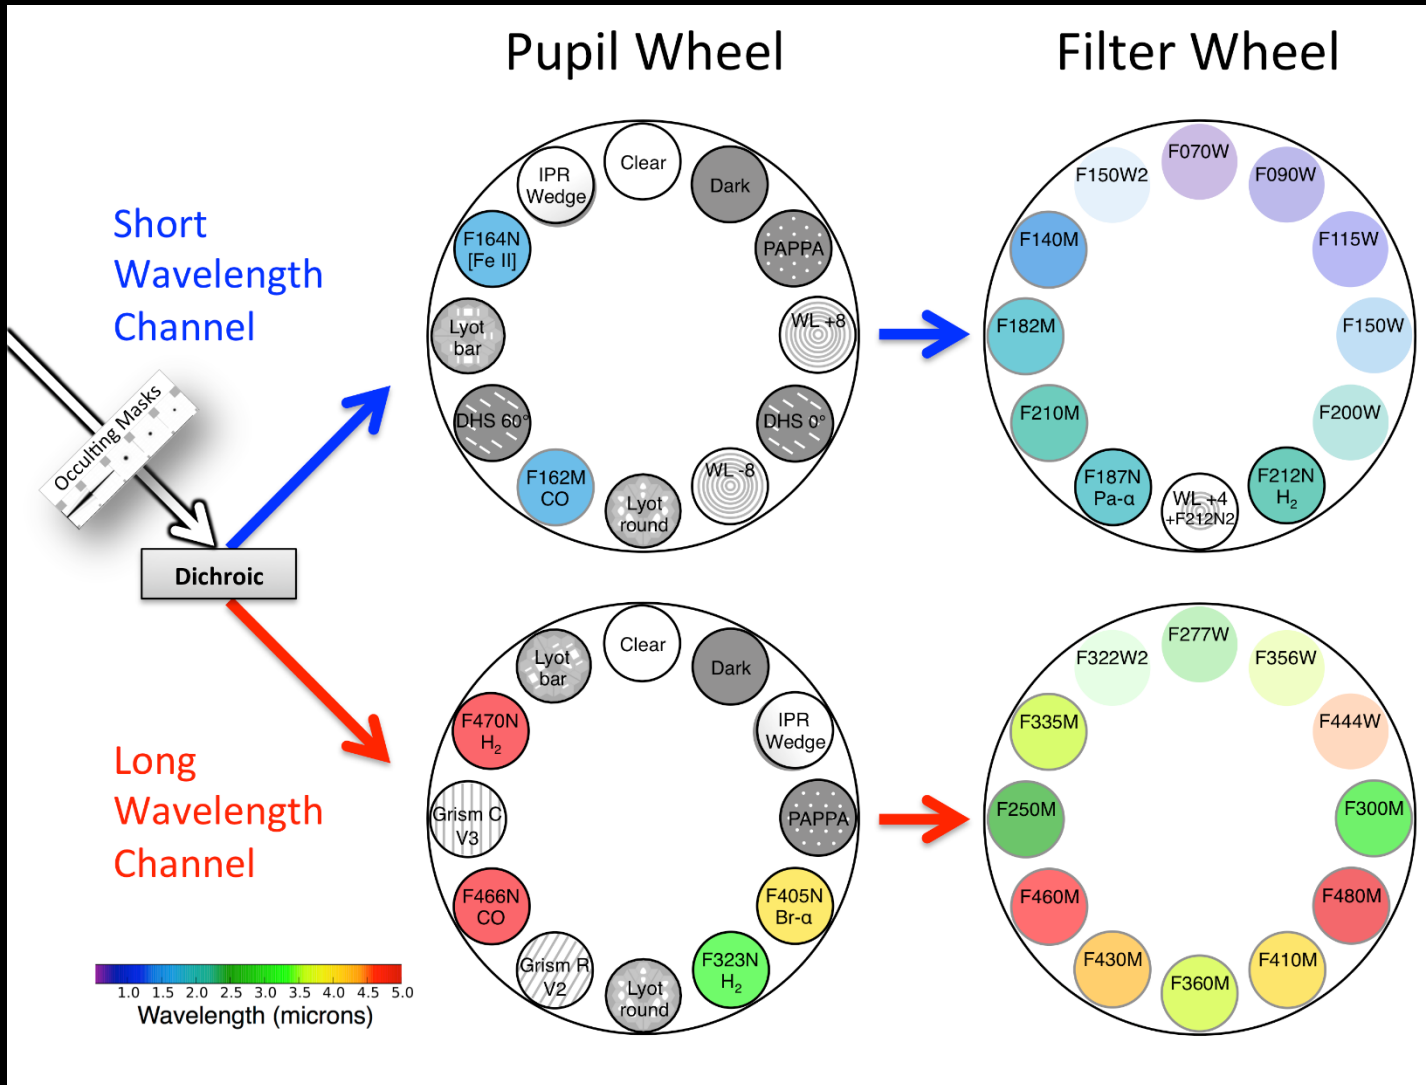 Pupil Wheel
Filter Wheel
Short
Wavelength
Channel
Occulting Masks
Dichroic
Long
Wavelength
Channel
Clear
Dark
PAPPA
WL +8
DHS 0°
WL -8
Lyot
round
F162M
CO
DHS 60°
Lyot
bar
F164N
[Fe II]
IPR
Wedge
F070W
F090W
F115W
F150W
F200W
F212N
H₂
WL +4
+F212N2
F187N
Pa-α
F210M
F182M
F140M
F150W2
Clear
Dark
IPR
Wedge
PAPPA
F405N
Br-α
F323N
H₂
Lyot
round
Grism R
V2
F466N
CO
Grism C
V3
F470N
H₂
Lyot
bar
F277W
F356W
F444W
F300M
F480M
F410M
F360M
F430M
F460M
F250M
F335M
F322W2
1.0 1.5 2.0 2.5 3.0 3.5 4.0 4.5 5.0
Wavelength (microns)